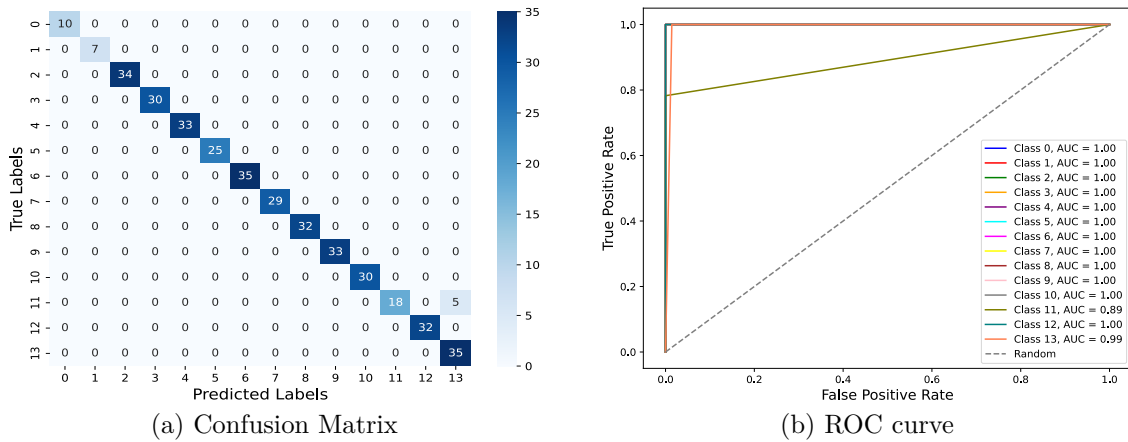 0 10 0 0 0 0 0 0 0 0 0 0 0 0 0
1 0 7 0 0 0 0 0 0 0 0 0 0 0 0
2 0 0 34 0 0 0 0 0 0 0 0 0 0 0
3 0 0 0 30 0 0 0 0 0 0 0 0 0 0
4 0 0 0 0 33 0 0 0 0 0 0 0 0 0
5 0 0 0 0 0 25 0 0 0 0 0 0 0 0
6 0 0 0 0 0 0 35 0 0 0 0 0 0 0
7 0 0 0 0 0 0 0 29 0 0 0 0 0 0
8 0 0 0 0 0 0 0 0 32 0 0 0 0 0
9 0 0 0 0 0 0 0 0 0 33 0 0 0 0
10 0 0 0 0 0 0 0 0 0 0 30 0 0 0
11 0 0 0 0 0 0 0 0 0 0 0 18 0 5
12 0 0 0 0 0 0 0 0 0 0 0 0 32 0
13 0 0 0 0 0 0 0 0 0 0 0 0 0 35
0 1 2 3 4 5 6 7 8 9 10 11 12 13
True Labels
Predicted Labels
35
30
25
20
15
10
5
0
(a) Confusion Matrix
1.0
0.8
0.6
0.4
0.2
0.0
True Positive Rate
0.0 0.2 0.4 0.6 0.8 1.0
False Positive Rate
Class 0, AUC = 1.00
Class 1, AUC = 1.00
Class 2, AUC = 1.00
Class 3, AUC = 1.00
Class 4, AUC = 1.00
Class 5, AUC = 1.00
Class 6, AUC = 1.00
Class 7, AUC = 1.00
Class 8, AUC = 1.00
Class 9, AUC = 1.00
Class 10, AUC = 1.00
Class 11, AUC = 0.89
Class 12, AUC = 1.00
Class 13, AUC = 0.99
Random
(b) ROC curve